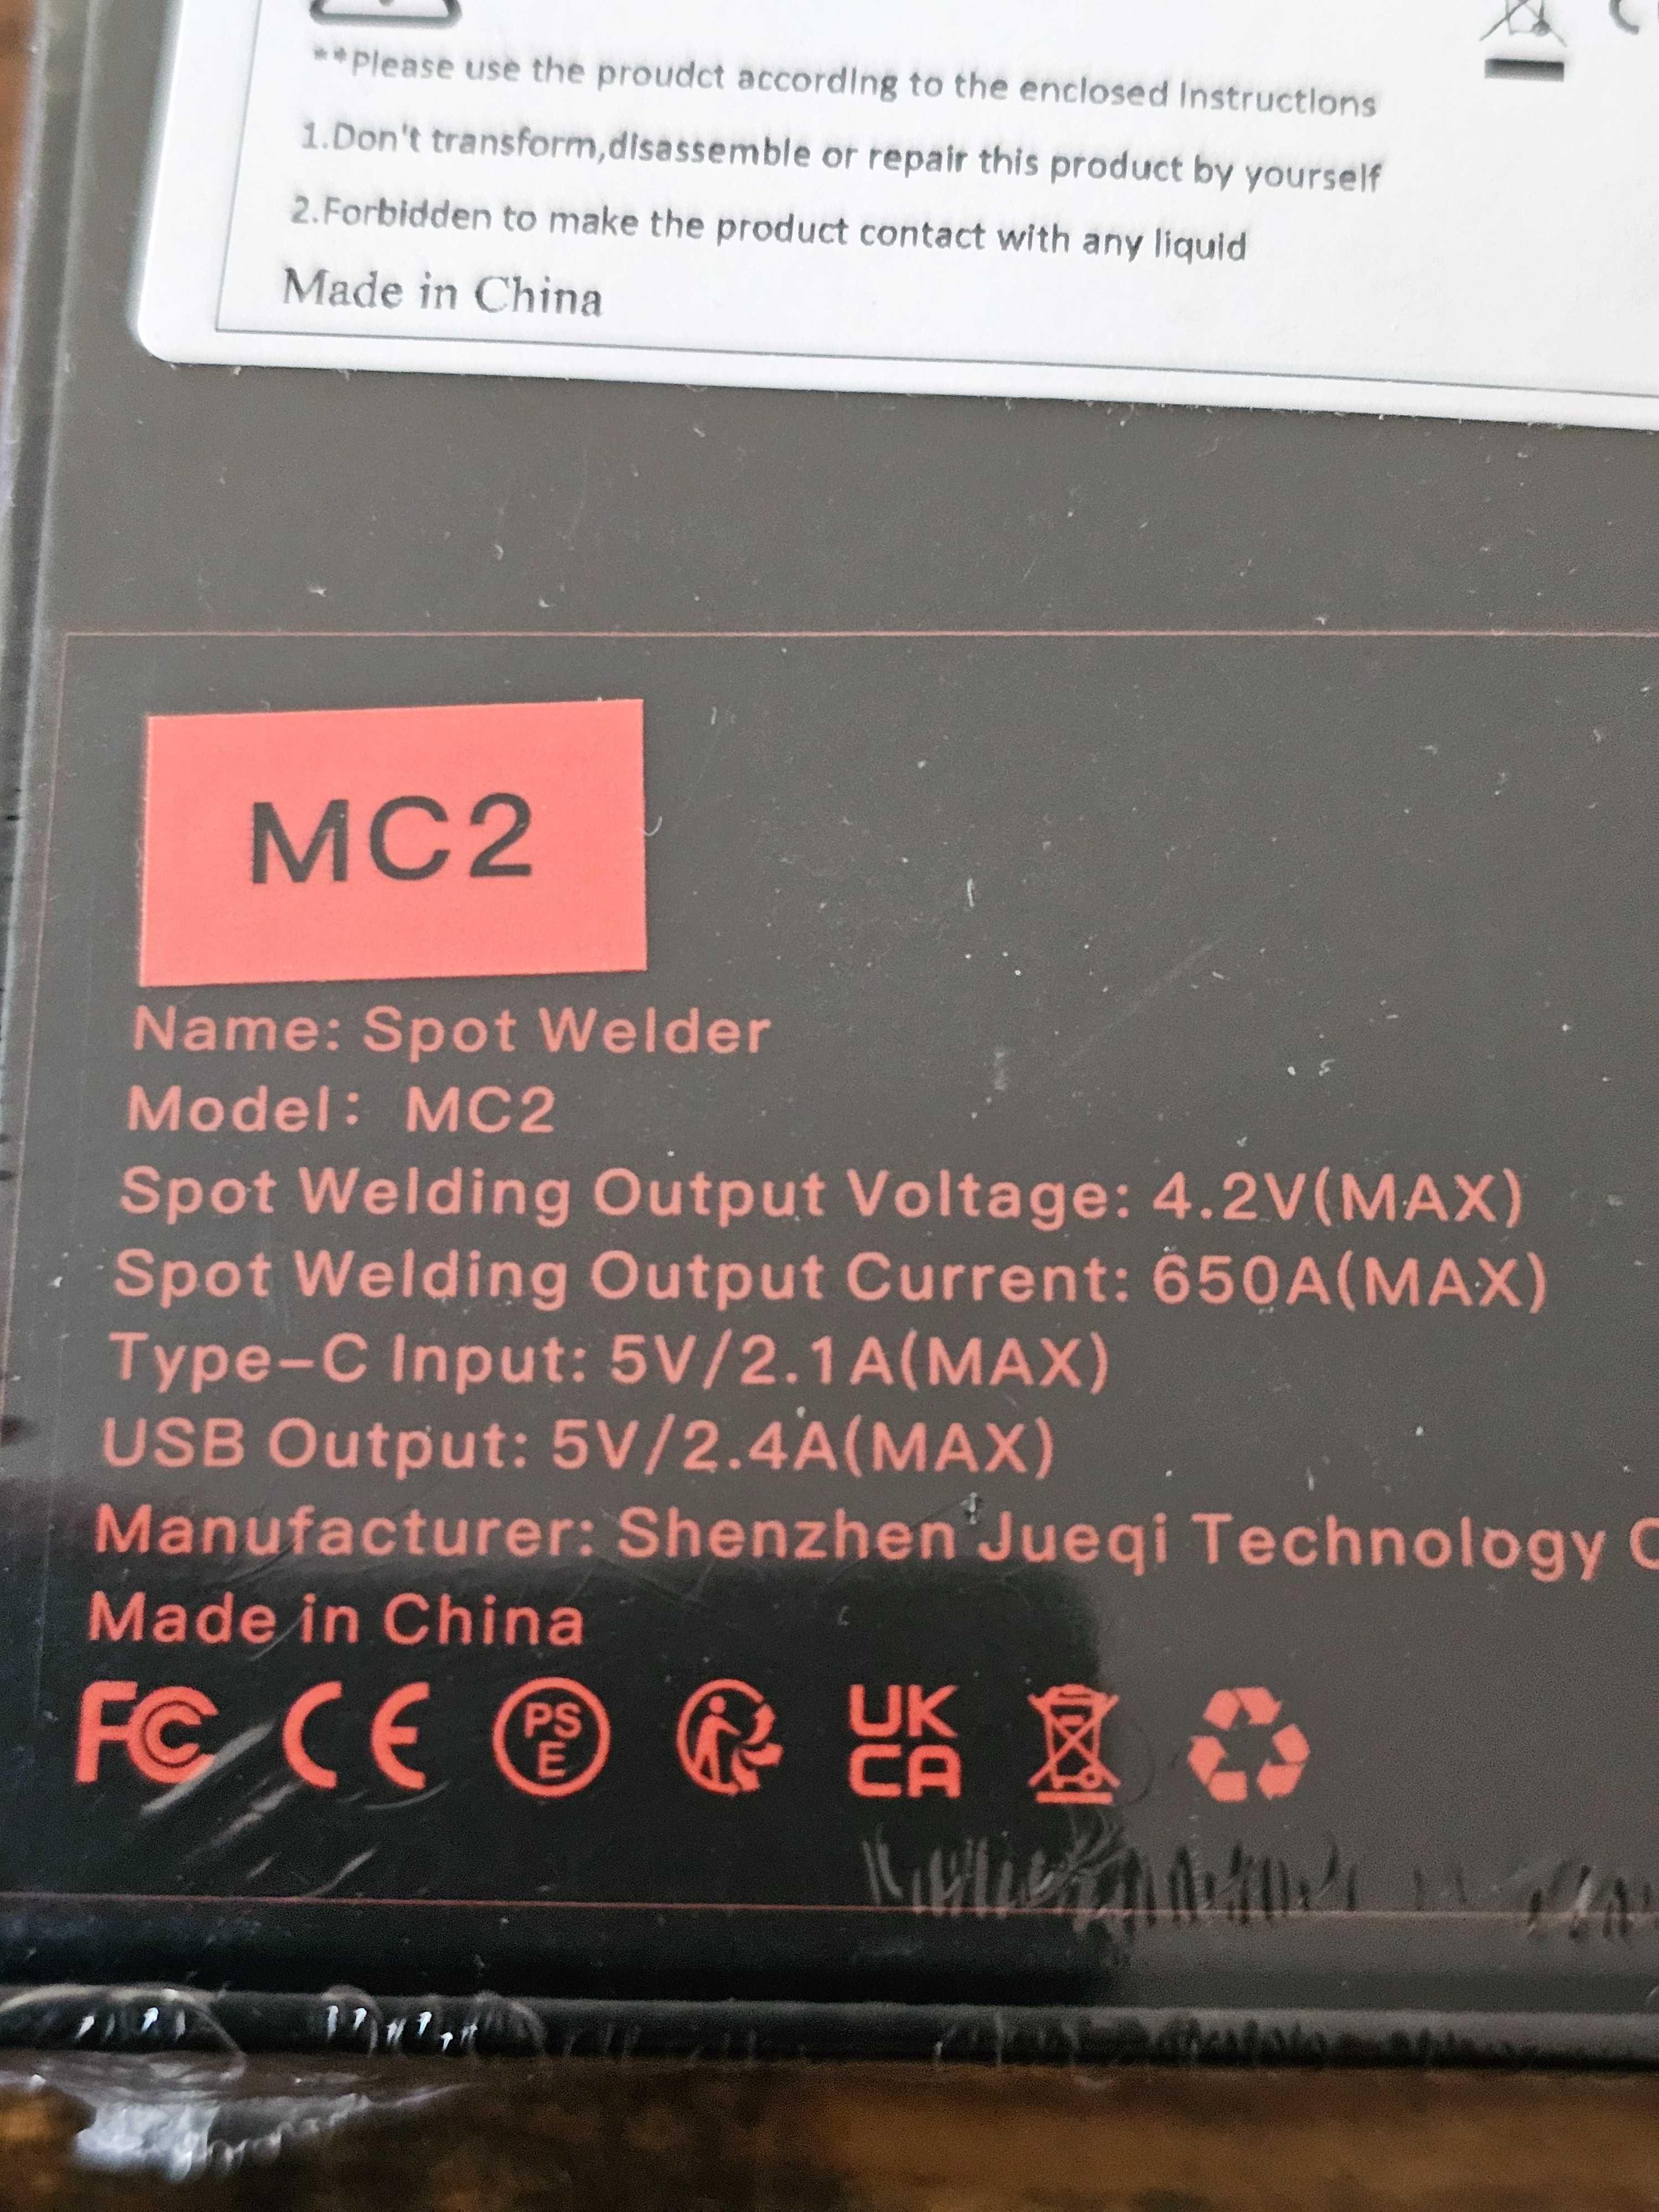 **Please use the proudct according to the enclosed Instructions
1.Don't transform,disassemble or repair this product by yourself
2.Forbidden to make the product contact with any liquid
Made in China
MC2
Name: Spot Welder
Model: MC2
Spot Welding Output Voltage: 4.2V(MAX)
Spot Welding Output Current: 650A(MAX)
Type-C Input: 5V/2.1A(MAX)
USB Output: 5V/2.4A(MAX)
Manufacturer: Shenzhen Jueqi Technology
Made in China
FC CE PS E UK CA